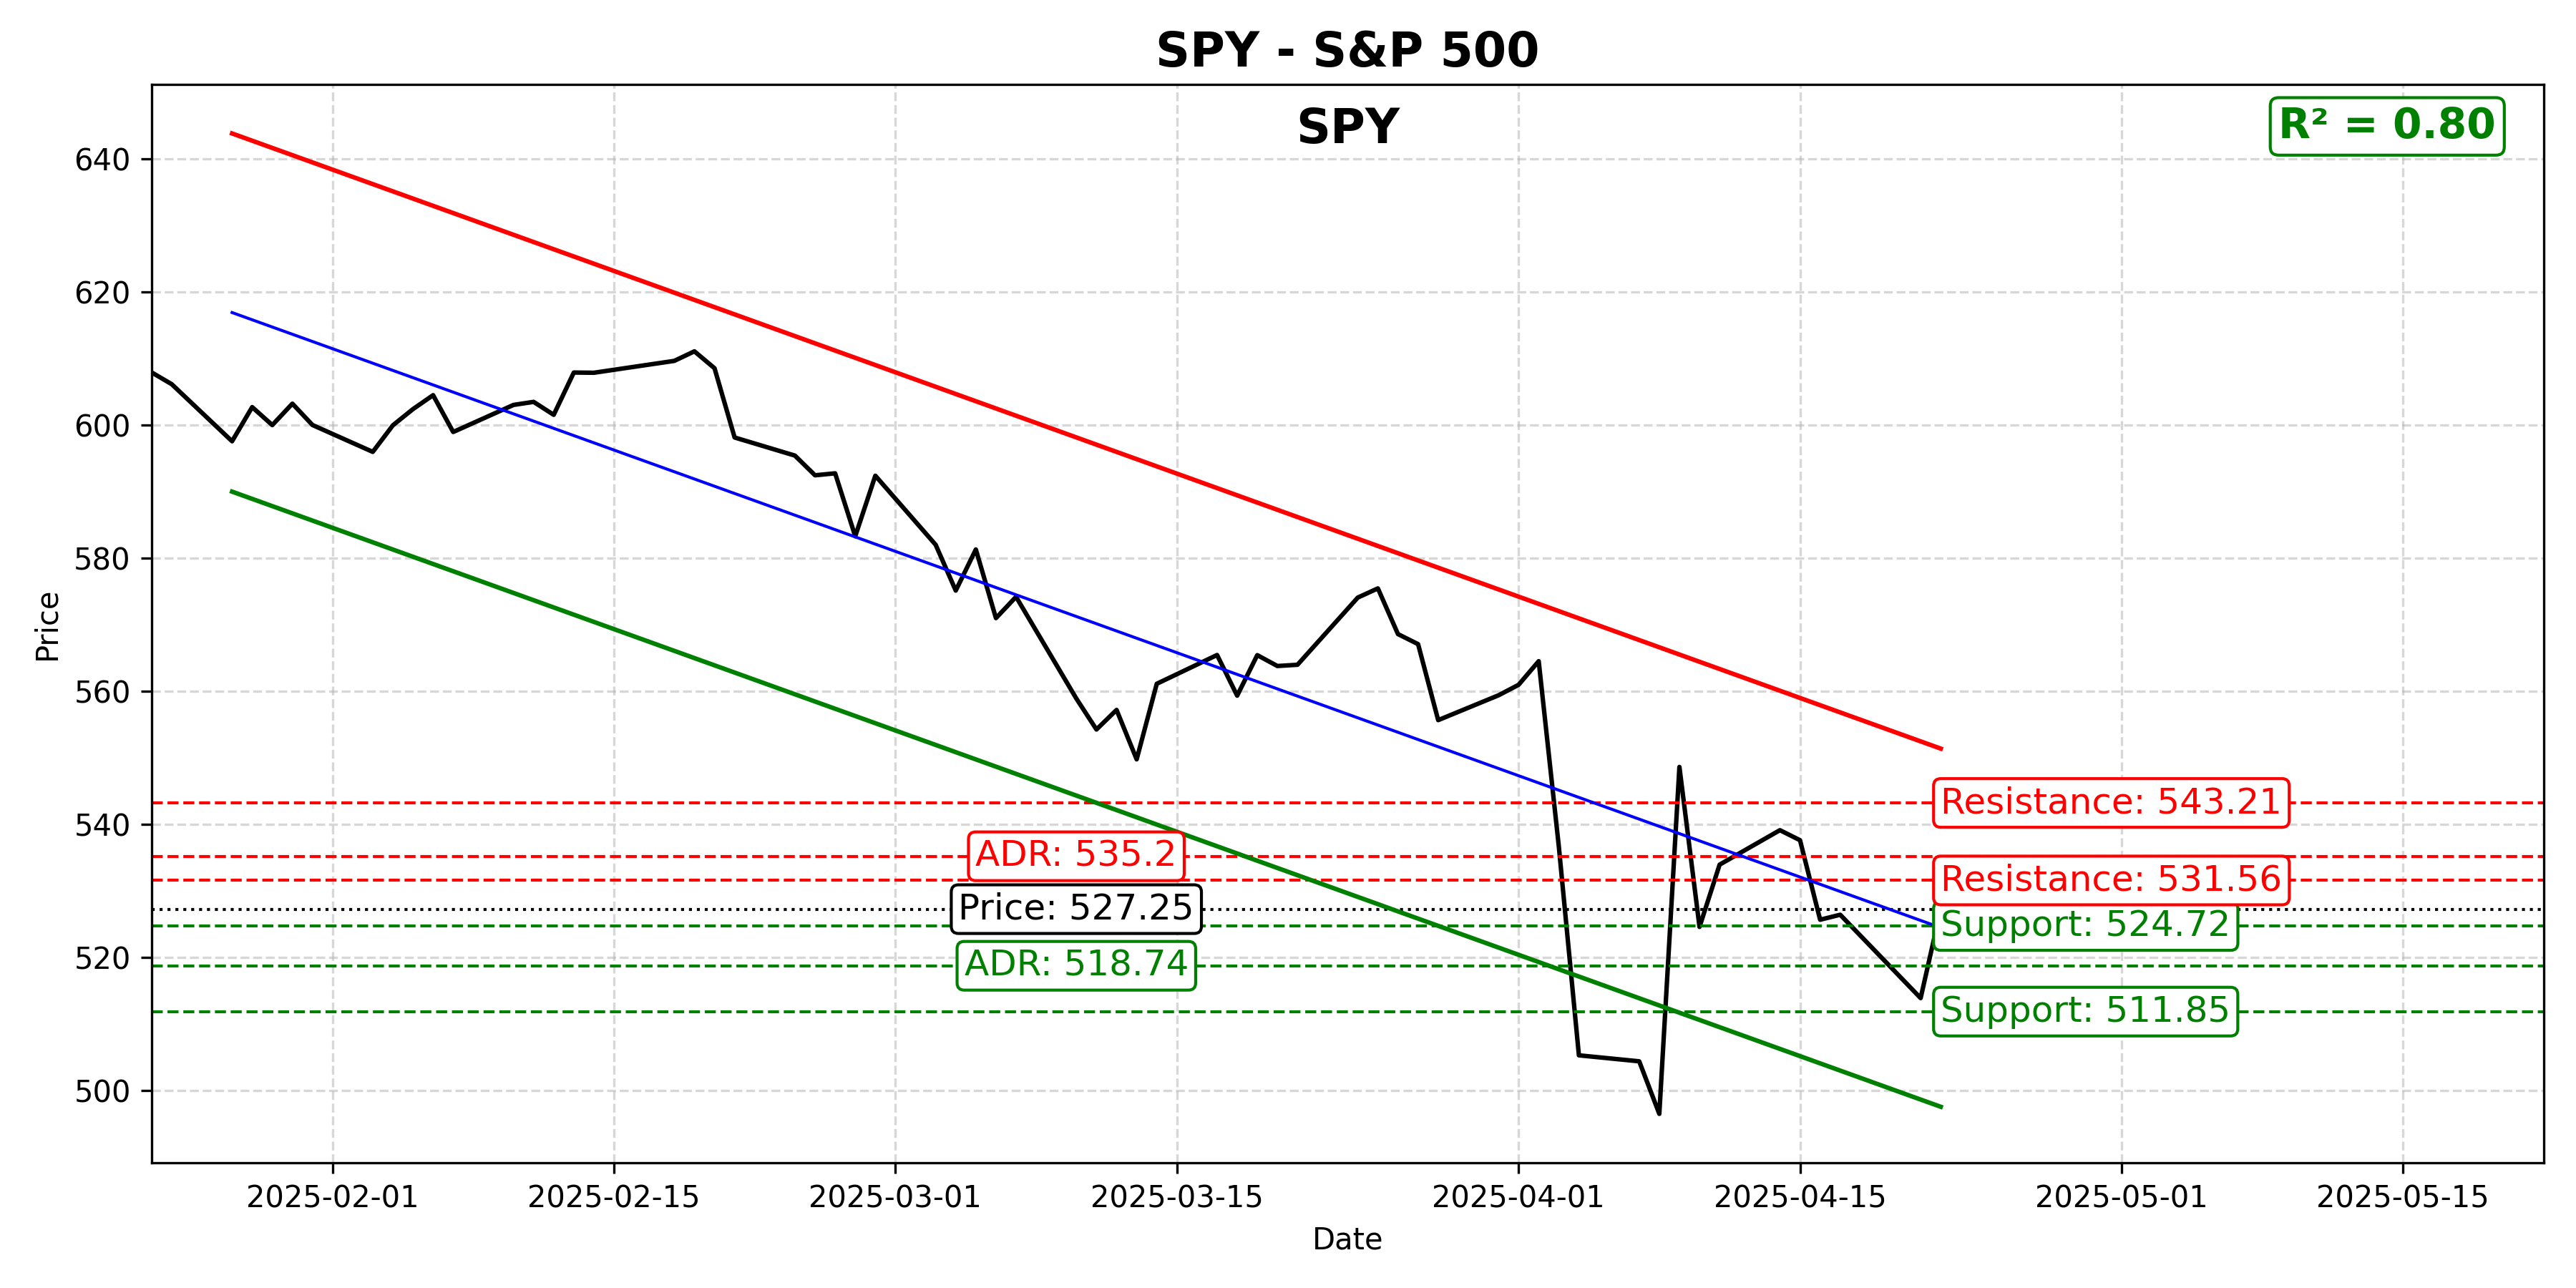 SPY - S&P 500
SPY
R² = 0.80
640
620
600
580
560
540
520
500
Price
Resistance: 543.21
ADR: 535.2
Resistance: 531.56
Price: 527.25
Support: 524.72
ADR: 518.74
Support: 511.85
2025-02-01
2025-02-15
2025-03-01
2025-03-15
2025-04-01
2025-04-15
2025-05-01
2025-05-15
Date